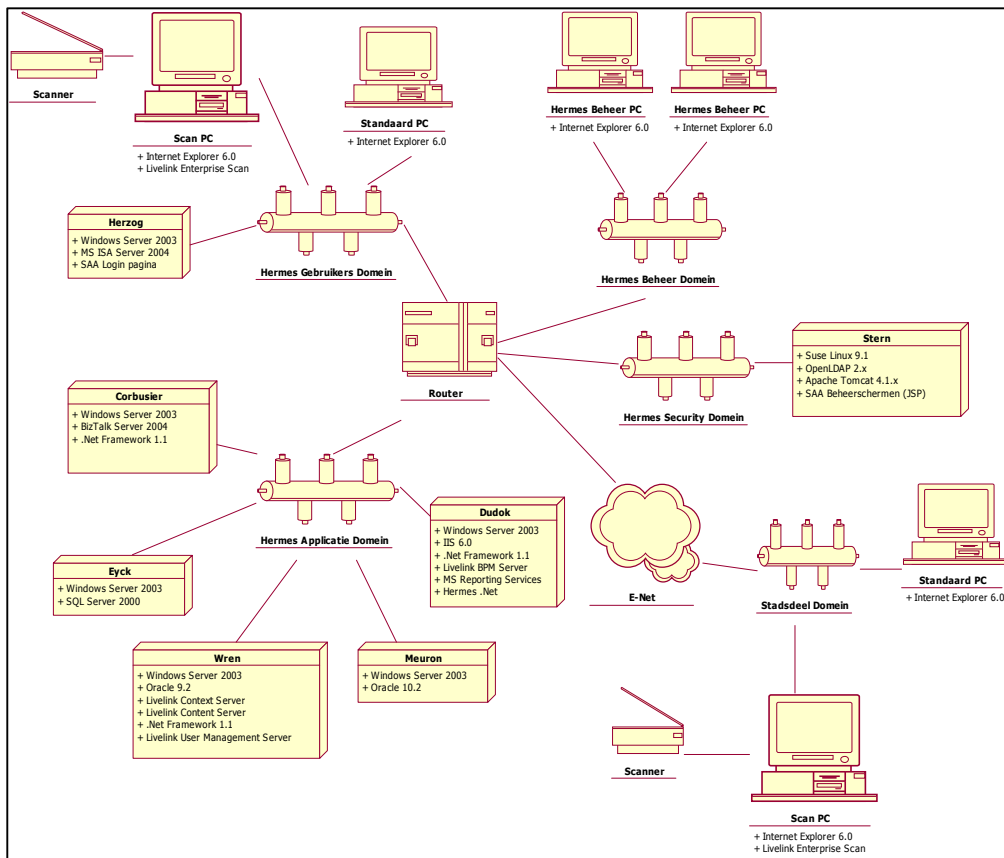 Scanner
Scan PC
+ Internet Explorer 6.0
+ Livelink Enterprise Scan
Standaard PC
+ Internet Explorer 6.0
Hermes Beheer PC
+ Internet Explorer 6.0
Hermes Beheer PC
+ Internet Explorer 6.0
Herzog
+ Windows Server 2003
+ MS ISA Server 2004
+ SAA Login pagina
Hermes Gebruikers Domein
Hermes Beheer Domein
Router
Hermes Security Domein
Stern
+ Suse Linux 9.1
+ OpenLDAP 2.x
+ Apache Tomcat 4.1.x
+ SAA Beheerschermen (JSP)
Corbusier
+ Windows Server 2003
+ BizTalk Server 2004
+ .Net Framework 1.1
Hermes Applicatie Domein
Dudok
+ Windows Server 2003
+ IIS 6.0
+ .Net Framework 1.1
+ Livelink BPM Server
+ MS Reporting Services
+ Hermes .Net
Eyck
+ Windows Server 2003
+ SQL Server 2000
E-Net
Stadsdeel Domein
Standaard PC
+ Internet Explorer 6.0
Wren
+ Windows Server 2003
+ Oracle 9.2
+ Livelink Context Server
+ Livelink Content Server
+ .Net Framework 1.1
+ Livelink User Management Server
Meuron
+ Windows Server 2003
+ Oracle 10.2
Scanner
Scan PC
+ Internet Explorer 6.0
+ Livelink Enterprise Scan